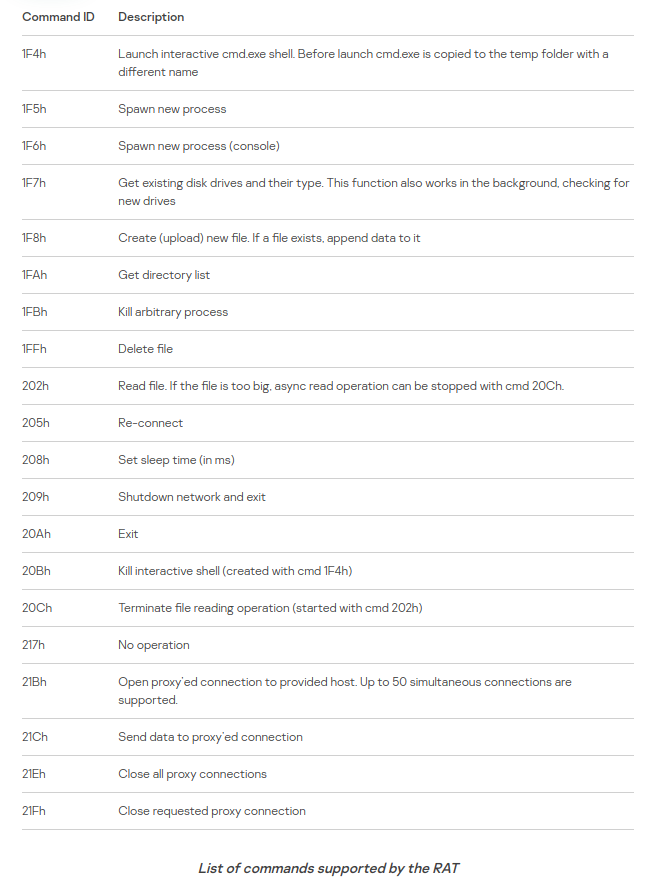 Command ID Description
1F4h Launch interactive cmd.exe shell. Before launch cmd.exe is copied to the temp folder with a
different name
1F5h Spawn new process
1F6h Spawn new process (console)
1F7h Get existing disk drives and their type. This function also works in the background, checking for
new drives
1F8h Create (upload) new file. If a file exists, append data to it
1FAh Get directory list
1FBh Kill arbitrary process
1FFh Delete file
202h Read file. If the file is too big, async read operation can be stopped with cmd 20Ch.
205h Re-connect
208h Set sleep time (in ms)
209h Shutdown network and exit
20Ah Exit
20Bh Kill interactive shell (created with cmd 1F4h)
20Ch Terminate file reading operation (started with cmd 202h)
217h No operation
21Bh Open proxy'ed connection to provided host. Up to 50 simultaneous connections are
supported.
21Ch Send data to proxy'ed connection
21Eh Close all proxy connections
21Fh Close requested proxy connection
List of commands supported by the RAT